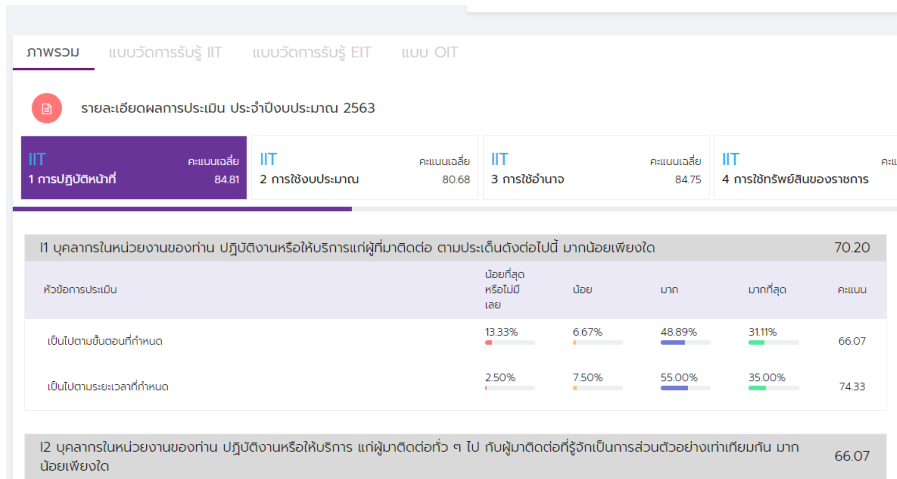 ภาพรวม แบบวัดการรับรู้ IIT แบบวัดการรับรู้ EIT แบบ OIT
รายละเอียดผลการประเมิน ประจำปีงบประมาณ 2563
IIT คะแนนเฉลี่ย IIT คะแนนเฉลี่ย IIT คะแนนเฉลี่ย IIT
1 การปฏิบัติหน้าที่ 84.81 2 การใช้งบประมาณ 80.68 3 การใช้อำนาจ 84.75 4 การใช้ทรัพย์สินของราชการ
I1 บุคลากรในหน่วยงานของท่าน ปฏิบัติงานหรือให้บริการแก่ผู้ที่มาติดต่อ ตามประเด็นดังต่อไปนี้ มากน้อยเพียงใด 70.20
น้อยที่สุด
หัวข้อการประเมิน หรือไม่มี น้อย มาก มากที่สุด คะแนน
เลย
เป็นไปตามขั้นตอนที่กำหนด 13.33% 6.67% 48.89% 31.11% 66.07
เป็นไปตามระยะเวลาที่กำหนด 2.50% 7.50% 55.00% 35.00% 74.33
I2 บุคลากรในหน่วยงานของท่าน ปฏิบัติงานหรือให้บริการ แก่ผู้มาติดต่อทั่ว ๆ ไป กับผู้มาติดต่อที่รู้จักเป็นการส่วนตัวอย่างเท่าเทียมกัน มาก
น้อยเพียงใด 66.07